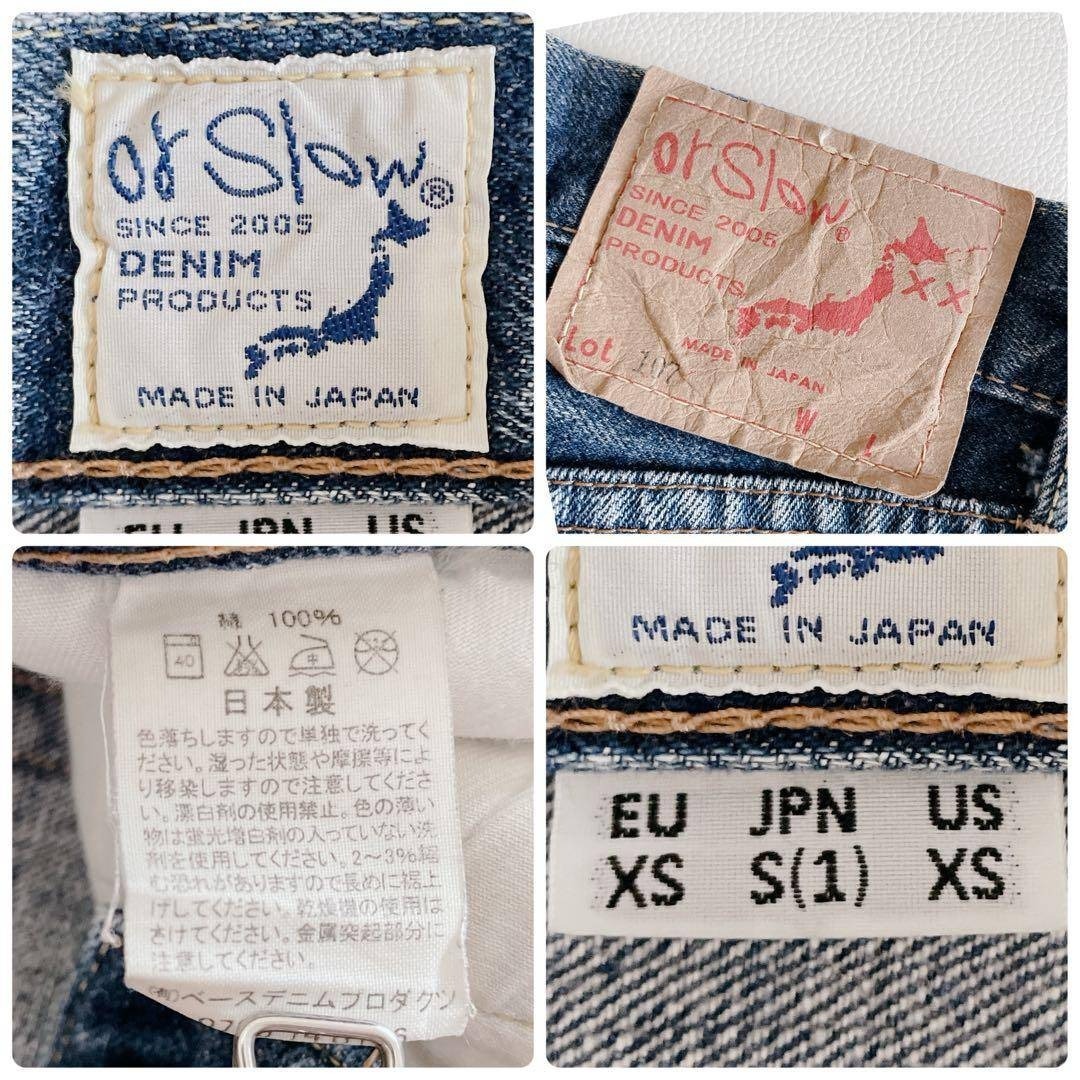 or Slow®
SINCE 2005
DENIM
PRODUCTS
MADE IN JAPAN
EU JPN US
or Slow®
SINCE 2005
DENIM
PRODUCTS
XX
MADE IN JAPAN
Lot 107
W L
綿 100%
40
中
日本製
色落ちしますので単独で洗ってく
ださい。湿った状態や摩擦等によ
り移染しますので注意してくださ
い。漂白剤の使用禁止。色の薄い
物は蛍光増白剤の入っていない洗
剤を使用してください。2〜3%縮
む恐れがありますので長めに裾上
げしてください。乾燥機の使用は
さけてください。金属突起部分に
注意してください。
(有)ベースデニムプロダクツ
MADE IN JAPAN
EU JPN US
XS S(1) XS